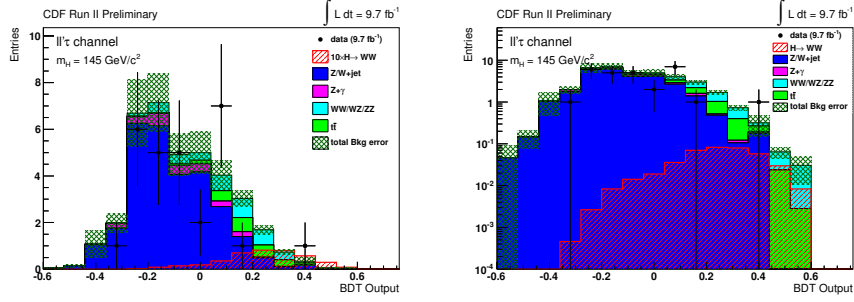 CDF Run II Preliminary
∫ L dt = 9.7 fb⁻¹
Entries
10
8
6
4
2
0
ll'τ channel
m_H = 145 GeV/c²
data (9.7 fb⁻¹)
10×H→ WW
Z/W+jet
Z+γ
WW/WZ/ZZ
tt̄
total Bkg error
-0.6 -0.4 -0.2 0 0.2 0.4 0.6
BDT Output
CDF Run II Preliminary
∫ L dt = 9.7 fb⁻¹
Entries
10²
10
1
10⁻¹
10⁻²
10⁻³
10⁻⁴
ll'τ channel
m_H = 145 GeV/c²
data (9.7 fb⁻¹)
H→ WW
Z/W+jet
Z+γ
WW/WZ/ZZ
tt̄
total Bkg error
-0.6 -0.4 -0.2 0 0.2 0.4 0.6
BDT Output